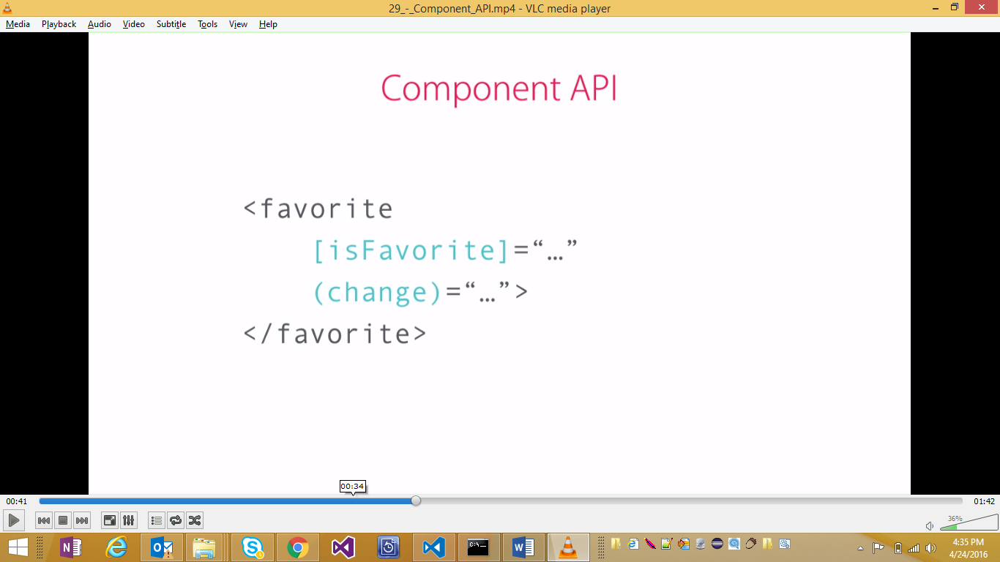 29_-_Component_API.mp4 - VLC media player
Media Playback Audio Video Subtitle Tools View Help
Component API
<favorite
[isFavorite]=“…”
(change)=“…”>
</favorite>
00:34
00:41
01:42
36%
4:35 PM
4/24/2016